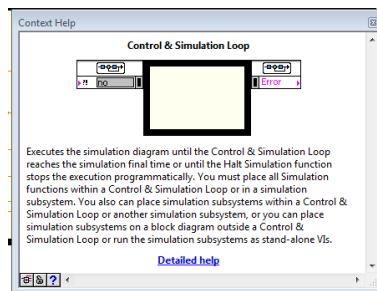 Context Help
Control & Simulation Loop
?! no
Error
Executes the simulation diagram until the Control & Simulation Loop
reaches the simulation final time or until the Halt Simulation function
stops the execution programmatically. You must place all Simulation
functions within a Control & Simulation Loop or in a simulation
subsystem. You also can place simulation subsystems within a Control &
Simulation Loop or another simulation subsystem, or you can place
simulation subsystems on a block diagram outside a Control &
Simulation Loop or run the simulation subsystems as stand-alone VIs.
Detailed help
?